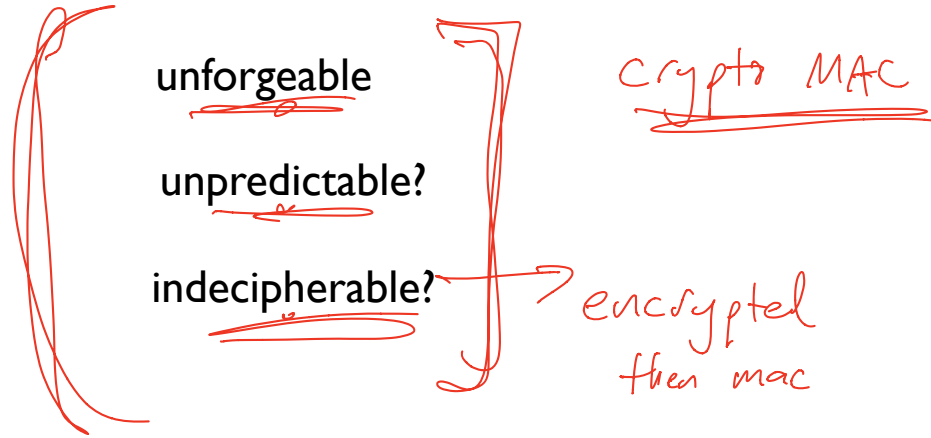 unforgeable
crypto MAC
unpredictable?
indecipherable?
encrypted
then mac